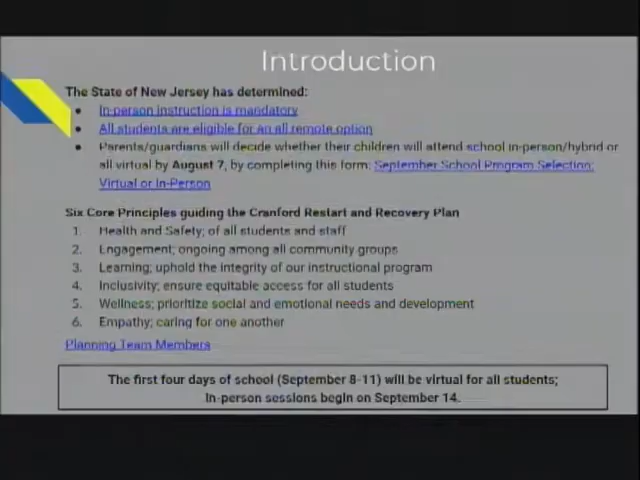 Introduction
The State of New Jersey has determined:
● In-person instruction is mandatory
● All students are eligible for an all remote option
● Parents/guardians will decide whether their children will attend school in-person/hybrid or
all virtual by August 7, by completing this form: September School Program Selection:
Virtual or In-Person
Six Core Principles guiding the Cranford Restart and Recovery Plan
1. Health and Safety; of all students and staff
2. Engagement; ongoing among all community groups
3. Learning; uphold the integrity of our instructional program
4. Inclusivity; ensure equitable access for all students
5. Wellness; prioritize social and emotional needs and development
6. Empathy; caring for one another
Planning Team Members
The first four days of school (September 8-11) will be virtual for all students;
In-person sessions begin on September 14.